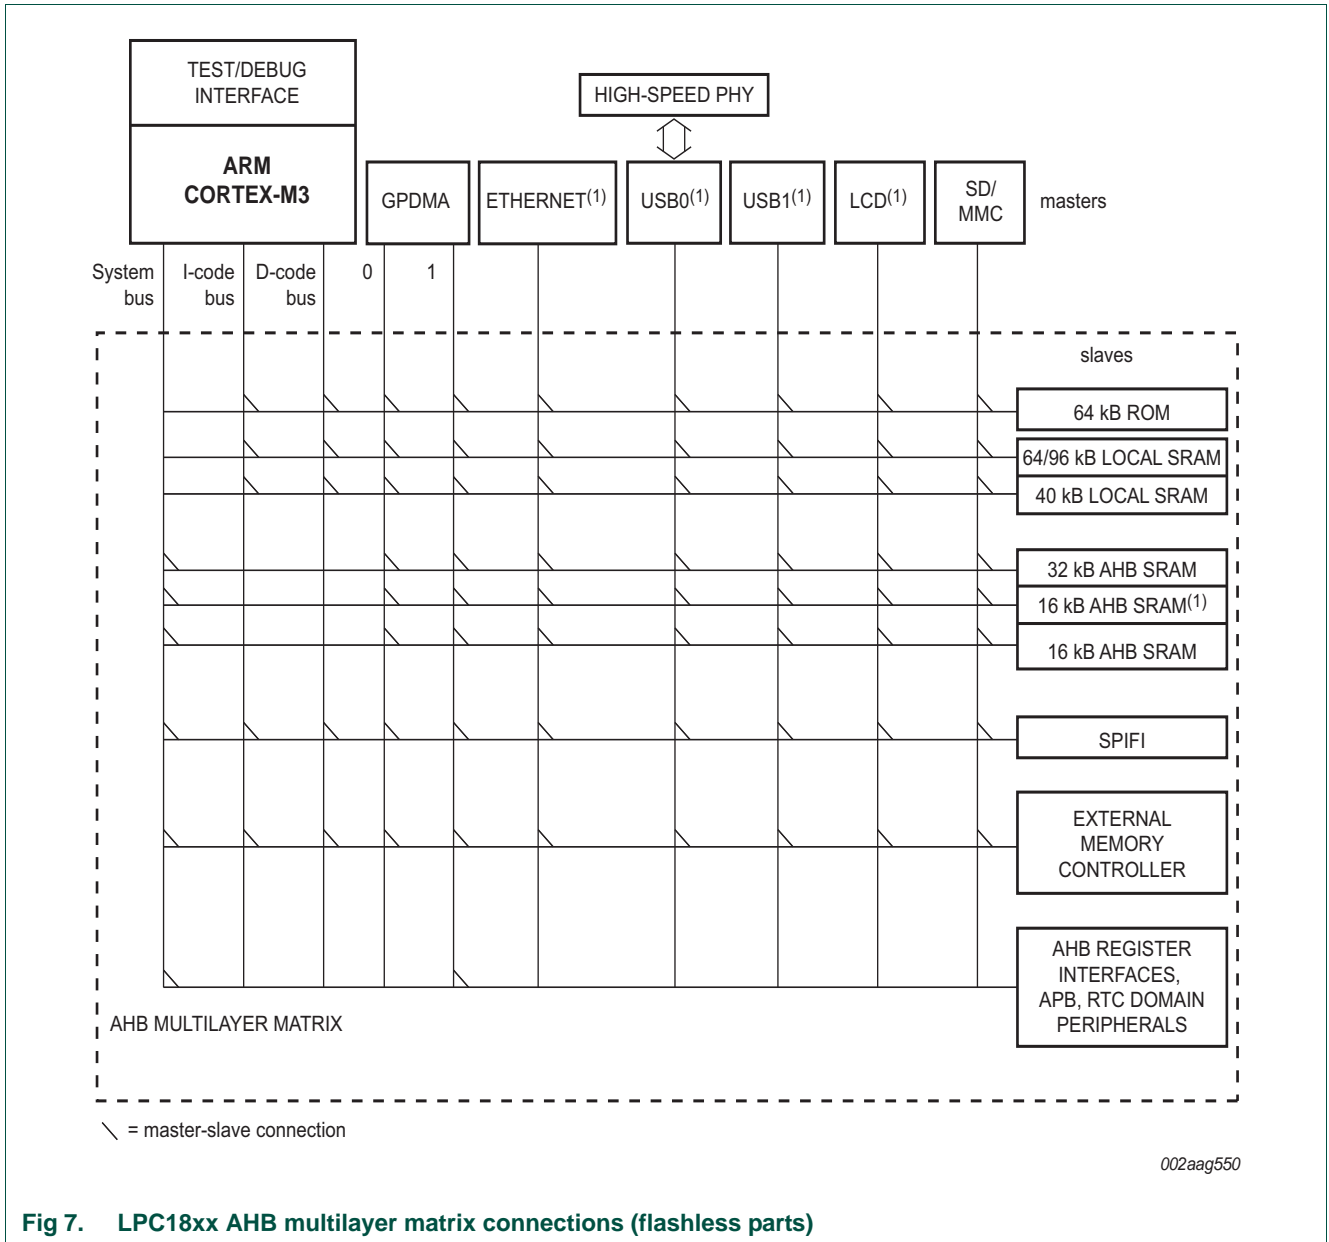 TEST/DEBUG
INTERFACE
ARM
CORTEX-M3
HIGH-SPEED PHY
GPDMA
ETHERNET(1)
USB0(1)
USB1(1)
LCD(1)
SD/
MMC
masters
System
bus
I-code
bus
D-code
bus
0
1
slaves
64 kB ROM
64/96 kB LOCAL SRAM
40 kB LOCAL SRAM
32 kB AHB SRAM
16 kB AHB SRAM(1)
16 kB AHB SRAM
SPIFI
EXTERNAL
MEMORY
CONTROLLER
AHB REGISTER
INTERFACES,
APB, RTC DOMAIN
PERIPHERALS
AHB MULTILAYER MATRIX
= master-slave connection
002aag550
Fig 7. LPC18xx AHB multilayer matrix connections (flashless parts)